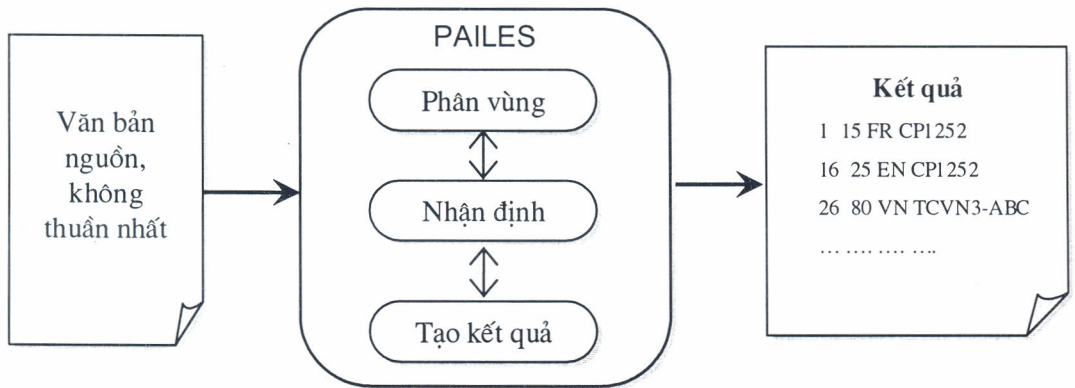 Văn bản
nguồn,
không
thuần nhất
PAILES
Phân vùng
Nhận định
Tạo kết quả
Kết quả
1 15 FR CP1252
16 25 EN CP1252
26 80 VN TCVN3-ABC
... .... .... ....